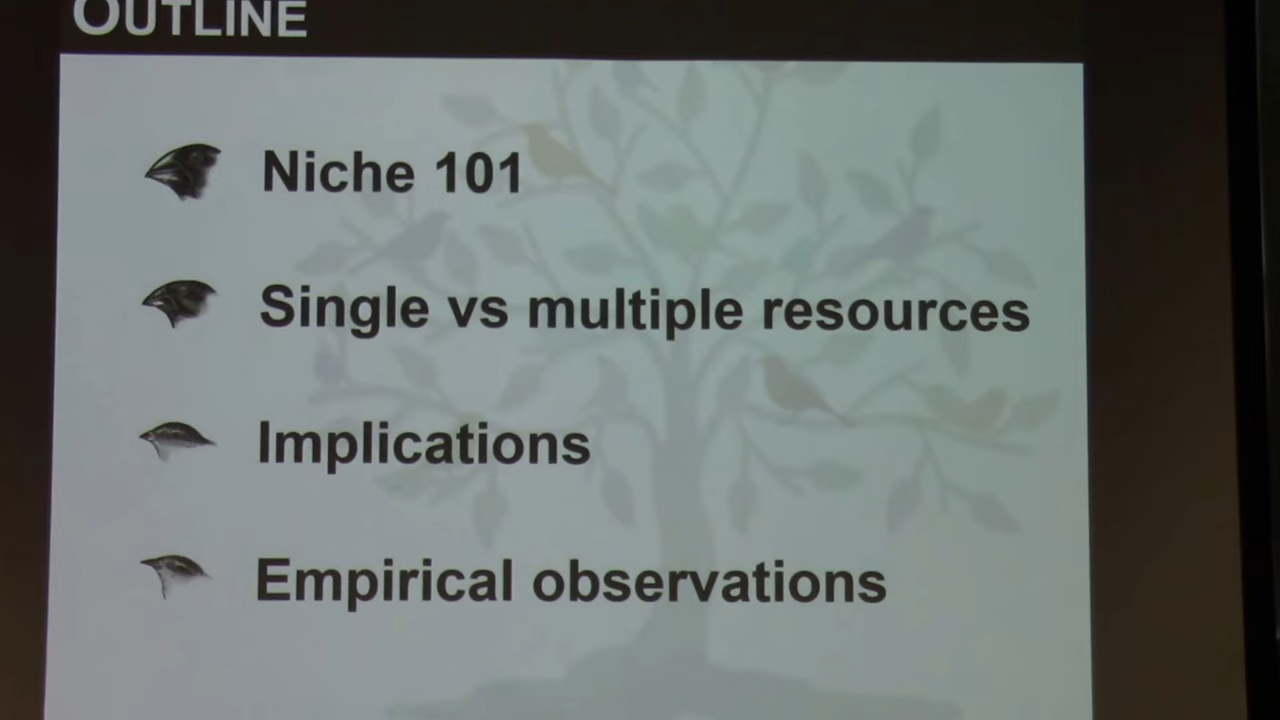 OUTLINE
Niche 101
Single vs multiple resources
Implications
Empirical observations